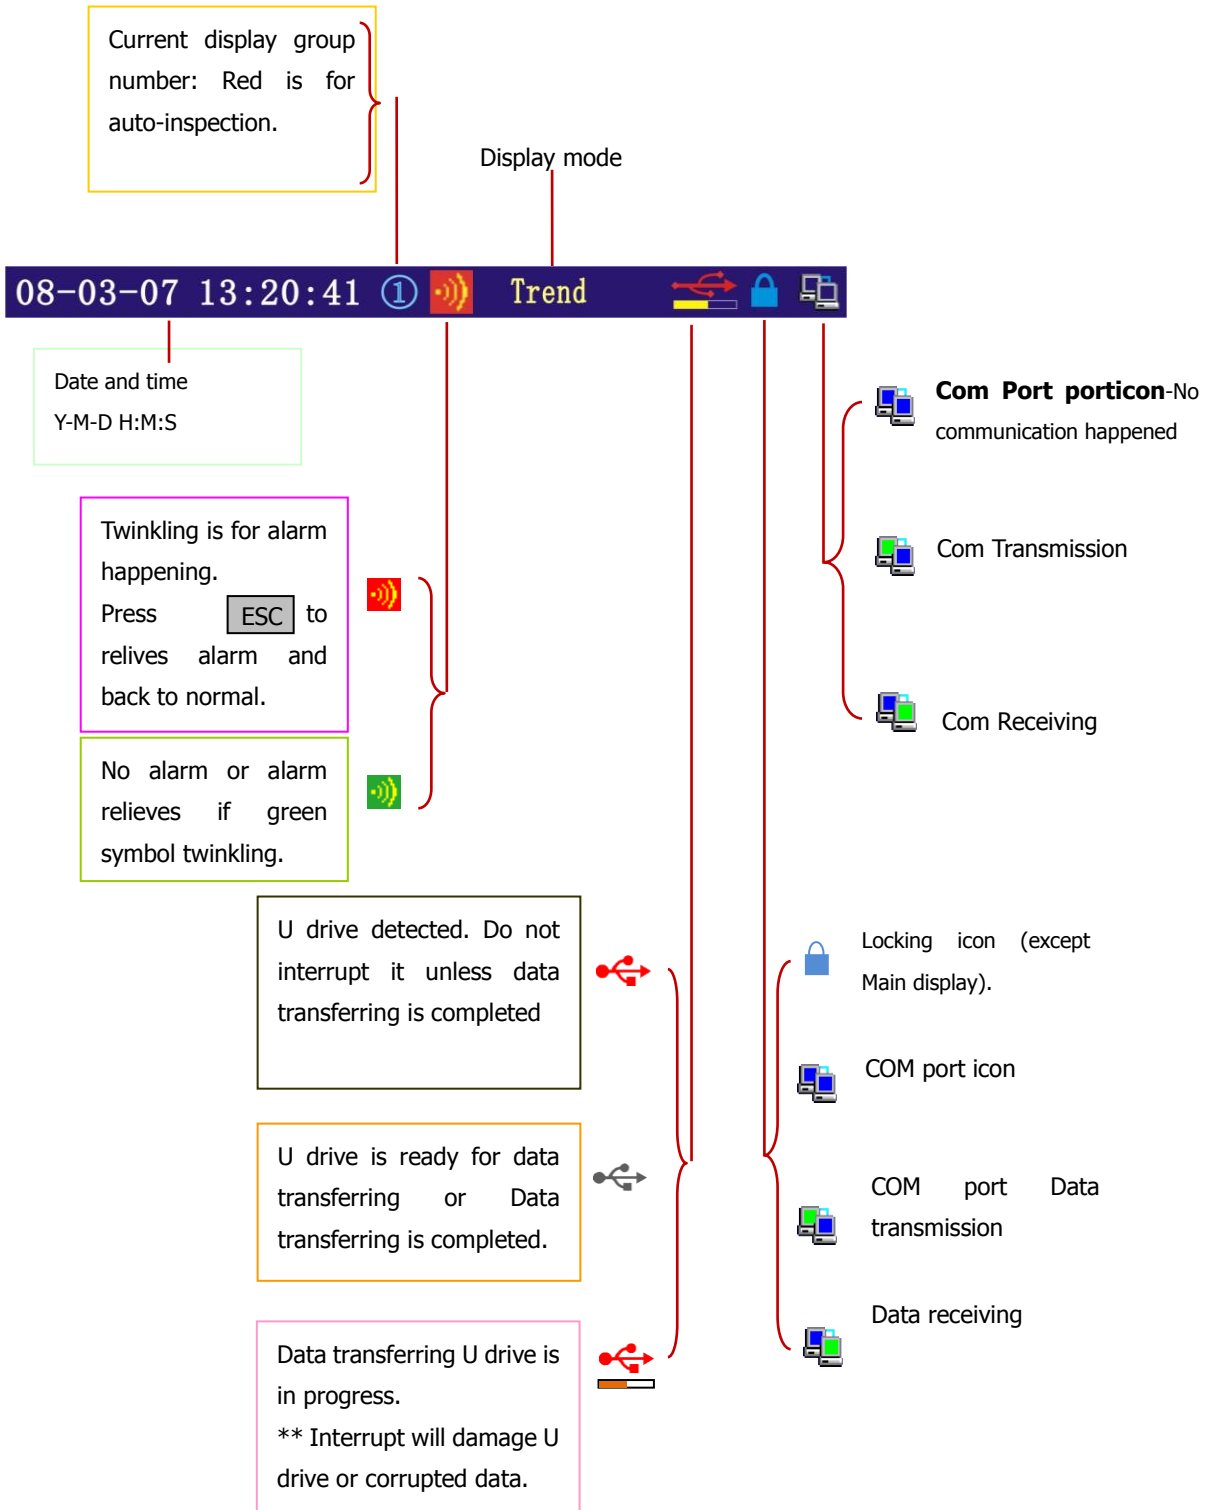 Current display group
number: Red is for
auto-inspection.
Display mode
08-03-07 13:20:41 ① Trend
Date and time
Y-M-D H:M:S
Com Port porticon-No
communication happened
Com Transmission
Com Receiving
Twinkling is for alarm
happening.
Press ESC to
relives alarm and
back to normal.
No alarm or alarm
relieves if green
symbol twinkling.
U drive detected. Do not
interrupt it unless data
transferring is completed
U drive is ready for data
transferring or Data
transferring is completed.
Data transferring U drive is
in progress.
** Interrupt will damage U
drive or corrupted data.
Locking icon (except
Main display).
COM port icon
COM port Data
transmission
Data receiving